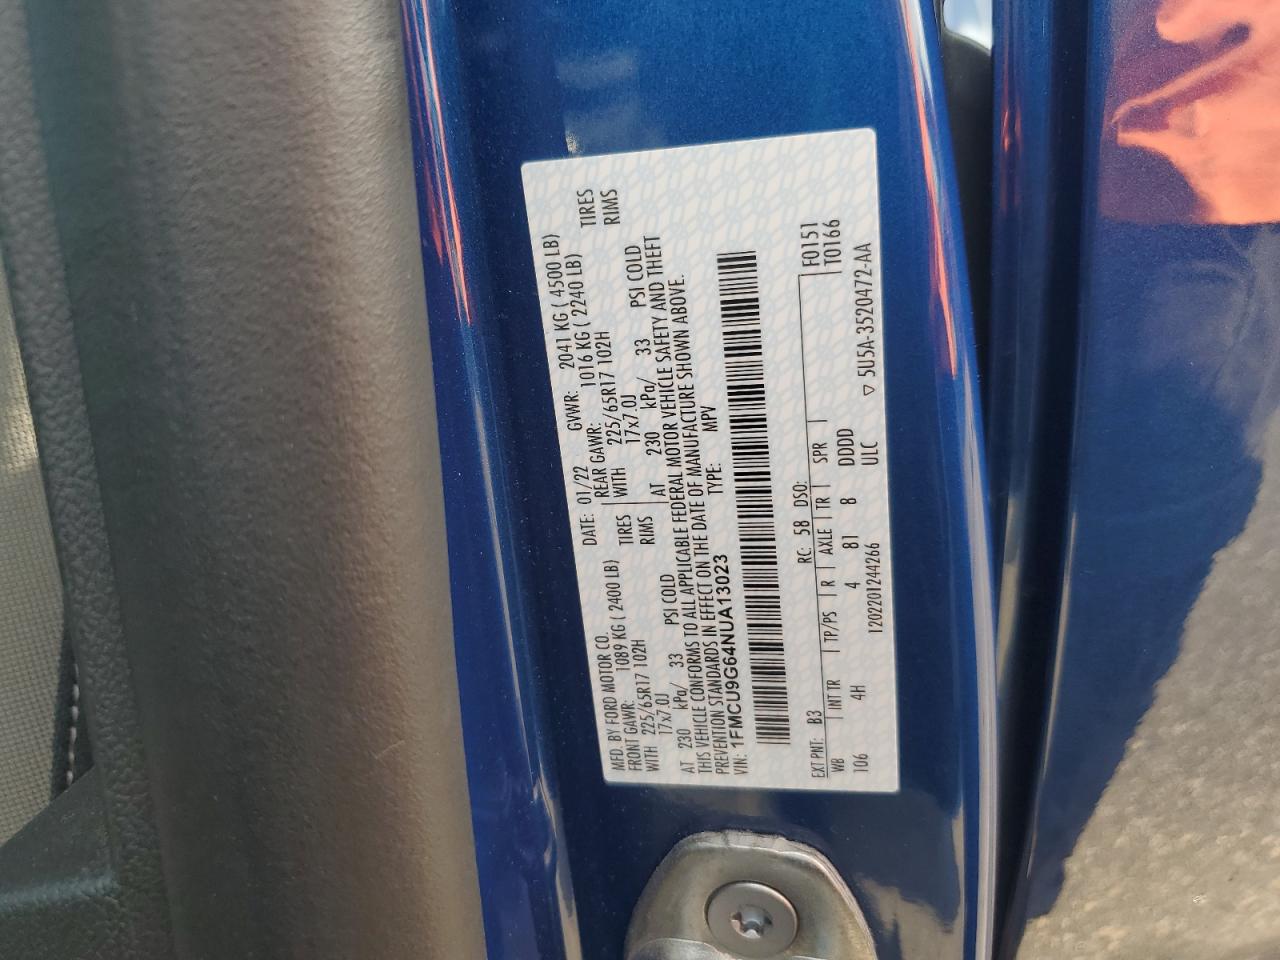 MFD. BY FORD MOTOR CO.
DATE: 01/22 GVWR: 2041 KG ( 4500 LB)
FRONT GAWR: 1089 KG ( 2400 LB) REAR GAWR: 1016 KG ( 2240 LB)
WITH 225/65R17 102H TIRES WITH 225/65R17 102H TIRES
17x7.0J RIMS 17x7.0J RIMS
AT 230 kPa/ 33 PSI COLD AT 230 kPa/ 33 PSI COLD
THIS VEHICLE CONFORMS TO ALL APPLICABLE FEDERAL MOTOR VEHICLE SAFETY AND THEFT
PREVENTION STANDARDS IN EFFECT ON THE DATE OF MANUFACTURE SHOWN ABOVE.
VIN: 1FMCU9G64NUA13023 TYPE: MPV
F0151
EXT PNT: B3 RC: 58 DSO: T0166
WB INT TR TP/PS R AXLE TR SPR
106 4H 4 81 8 DDDD
1202201244266 ULC ▽ 5U5A-3520472-AA